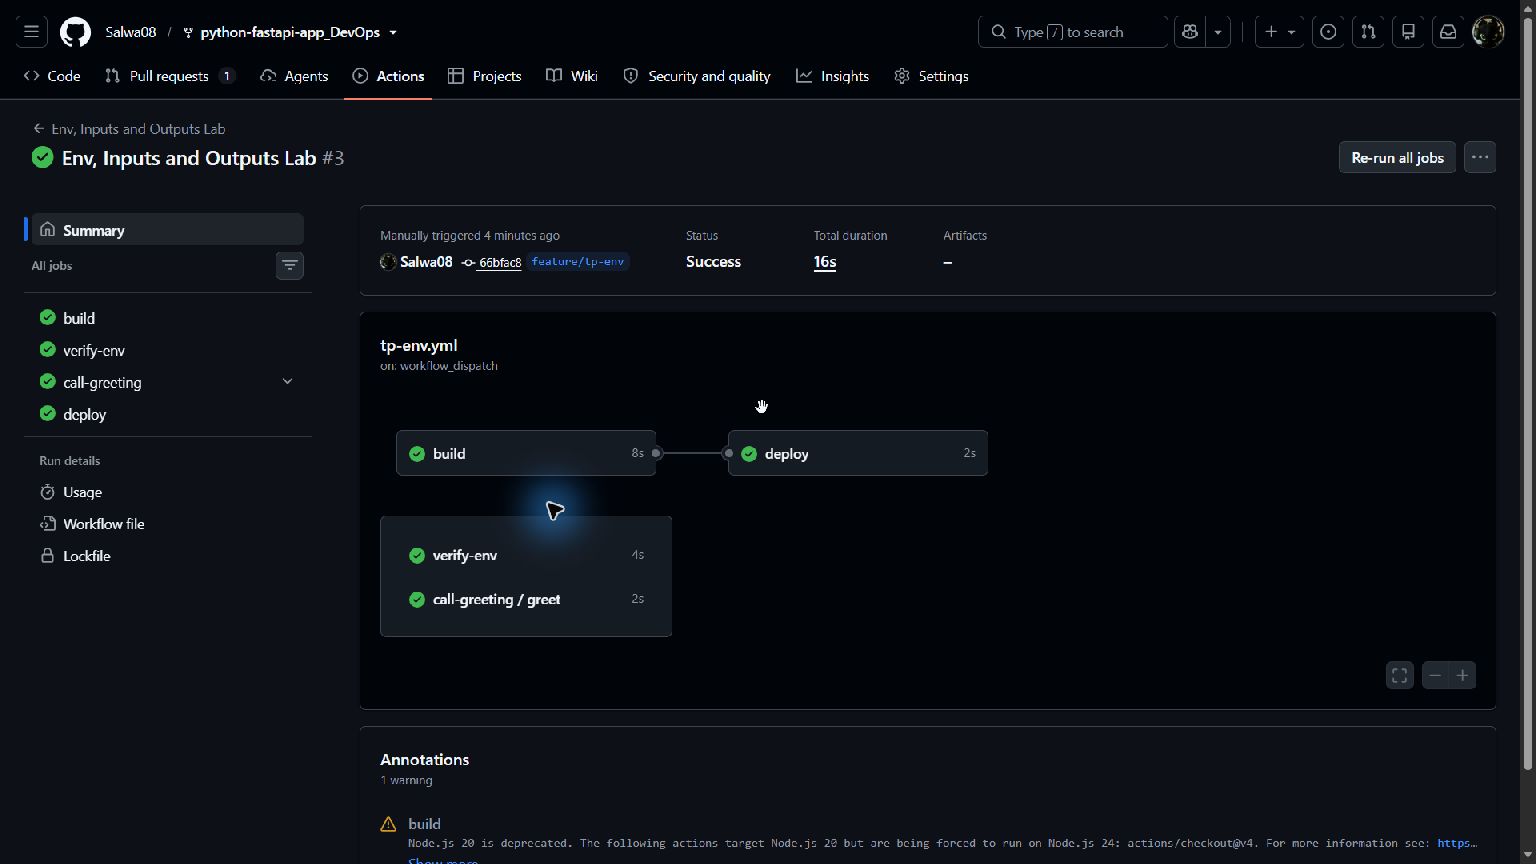 Salwa08 / python-fastapi-app_DevOps
Type / to search
Code
Pull requests 1
Agents
Actions
Projects
Wiki
Security and quality
Insights
Settings
← Env, Inputs and Outputs Lab
Env, Inputs and Outputs Lab #3
Re-run all jobs
Summary
All jobs
build
verify-env
call-greeting
deploy
Run details
Usage
Workflow file
Lockfile
Manually triggered 4 minutes ago
Salwa08 66bfac8 feature/tp-env
Status
Success
Total duration
16s
Artifacts
–
tp-env.yml
on: workflow_dispatch
build 8s
deploy 2s
verify-env 4s
call-greeting / greet 2s
Annotations
1 warning
build
Node.js 20 is deprecated. The following actions target Node.js 20 but are being forced to run on Node.js 24: actions/checkout@v4. For more information see: https…
Show more